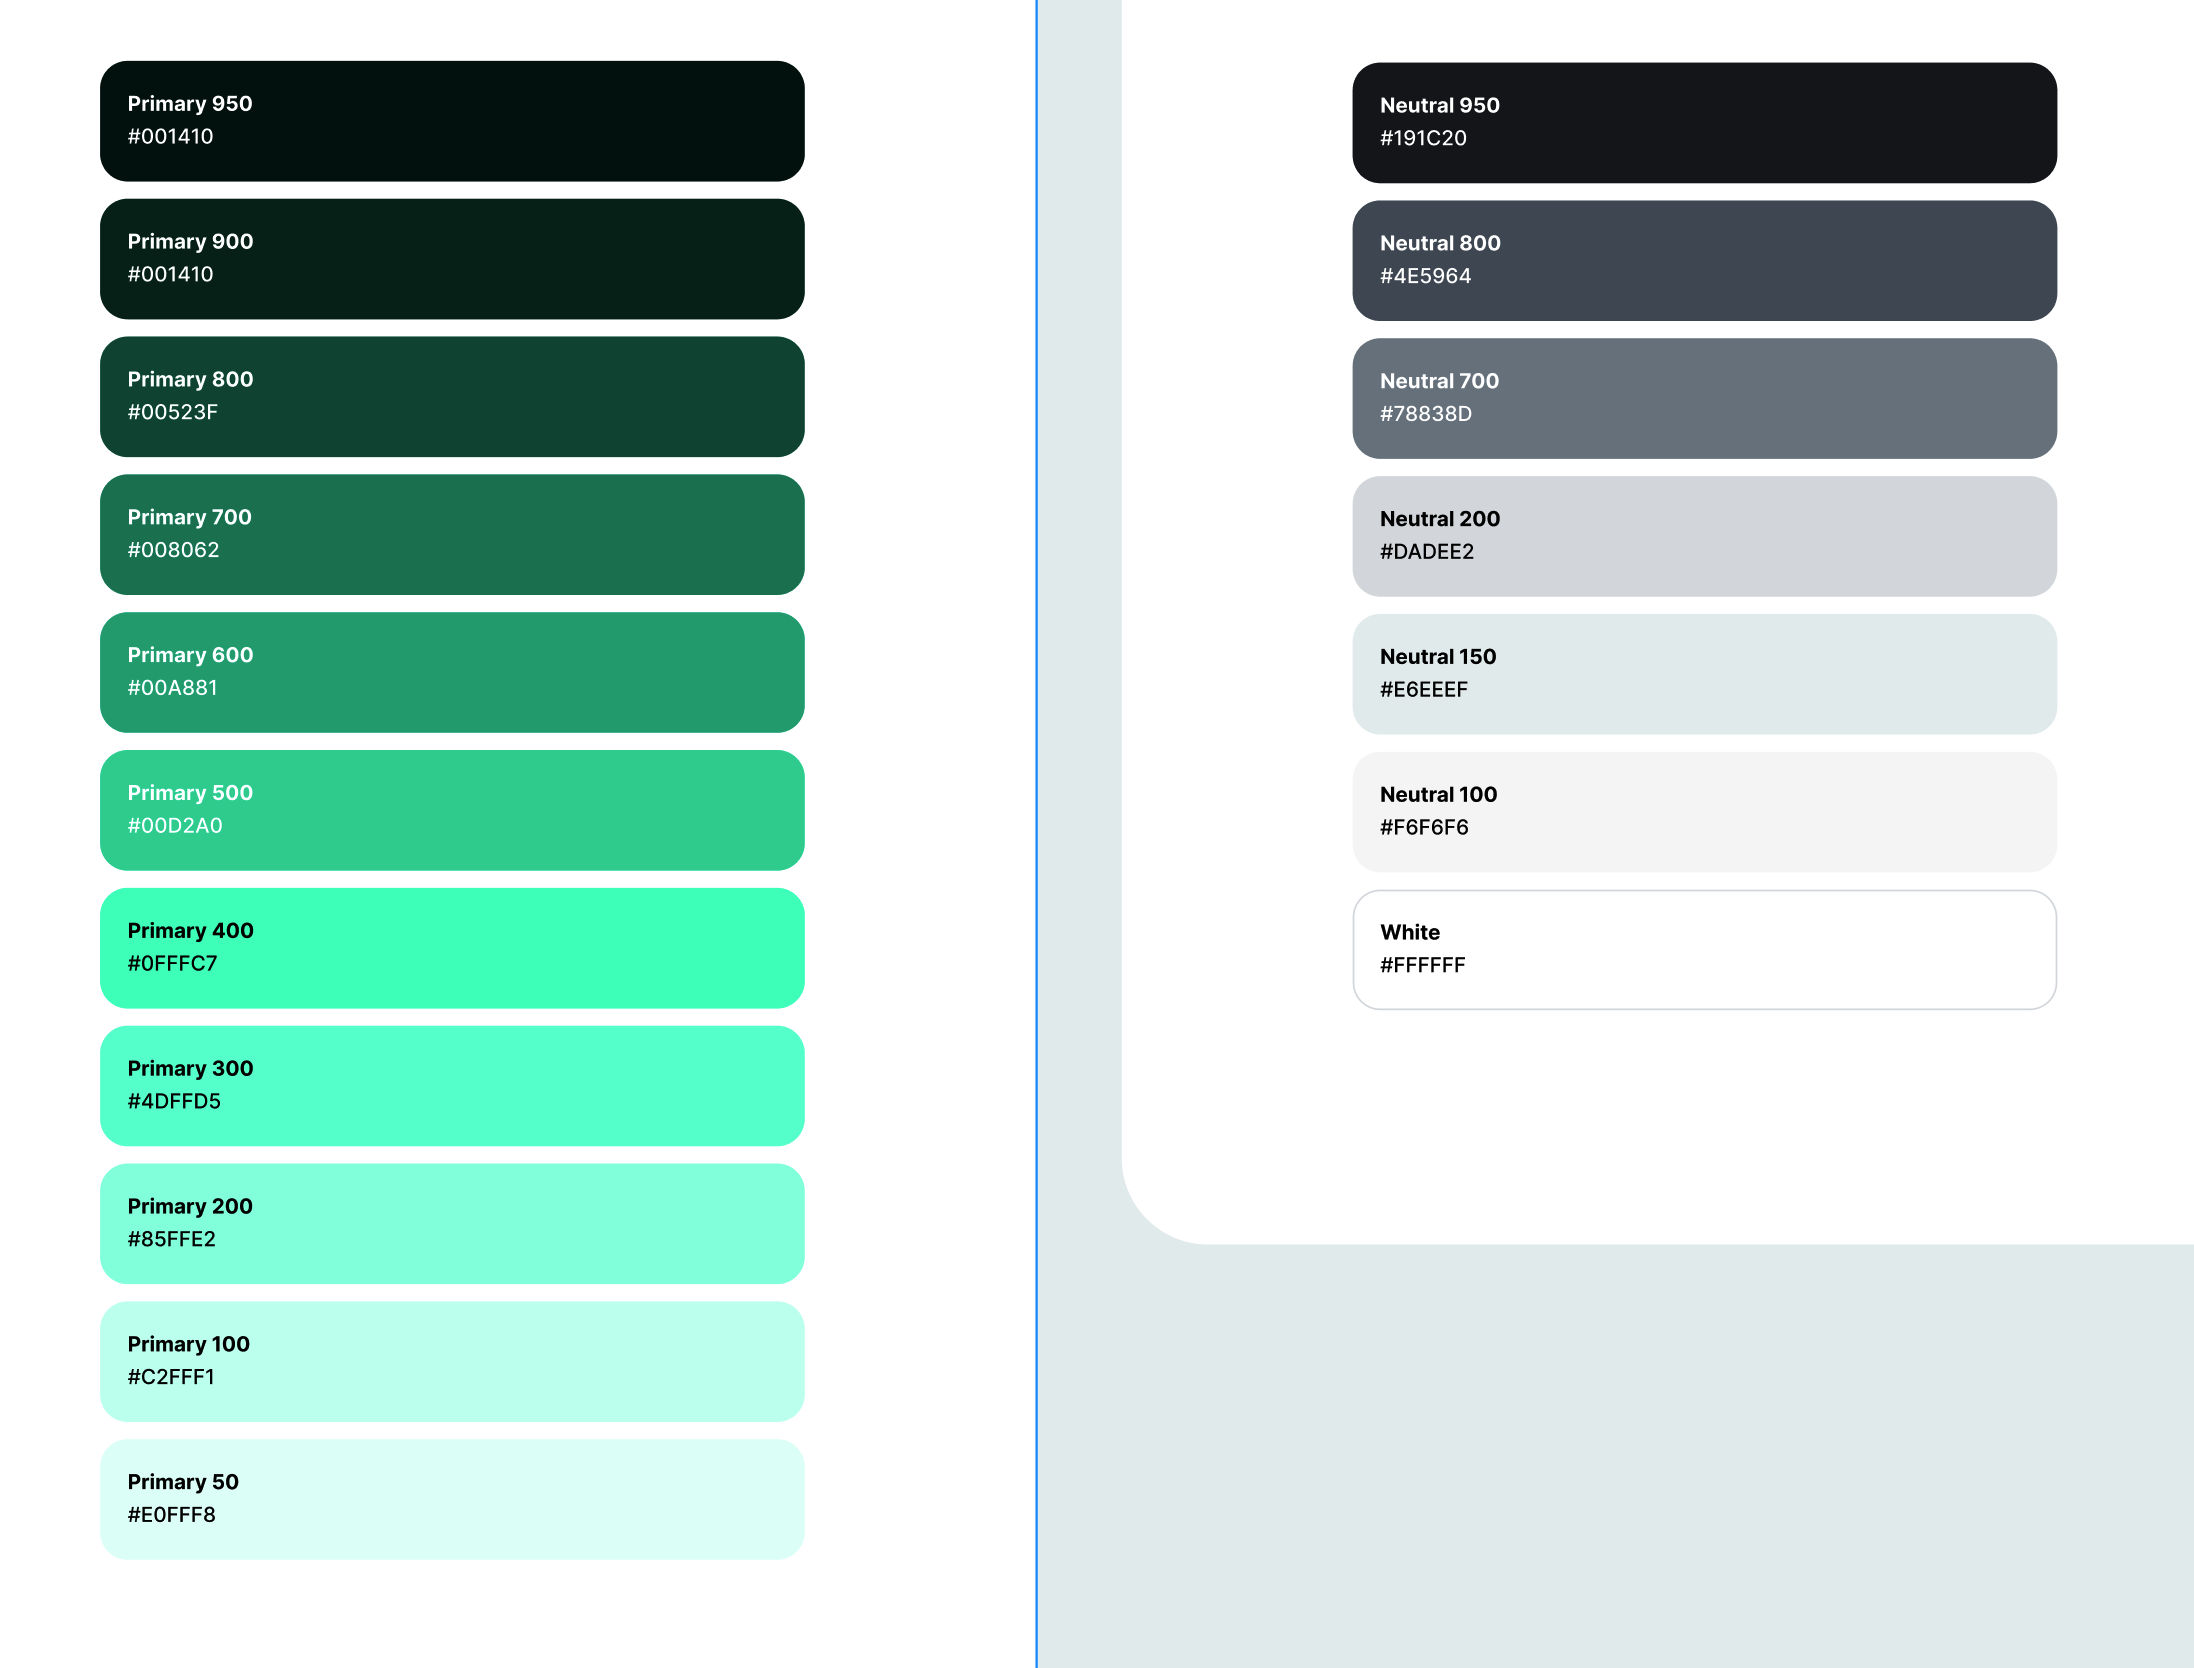 Primary 950
#001410
Primary 900
#001410
Primary 800
#00523F
Primary 700
#008062
Primary 600
#00A881
Primary 500
#00D2A0
Primary 400
#0FFFC7
Primary 300
#4DFFD5
Primary 200
#85FFE2
Primary 100
#C2FFF1
Primary 50
#E0FFF8
Neutral 950
#191C20
Neutral 800
#4E5964
Neutral 700
#78838D
Neutral 200
#DADEE2
Neutral 150
#E6EEEF
Neutral 100
#F6F6F6
White
#FFFFFF